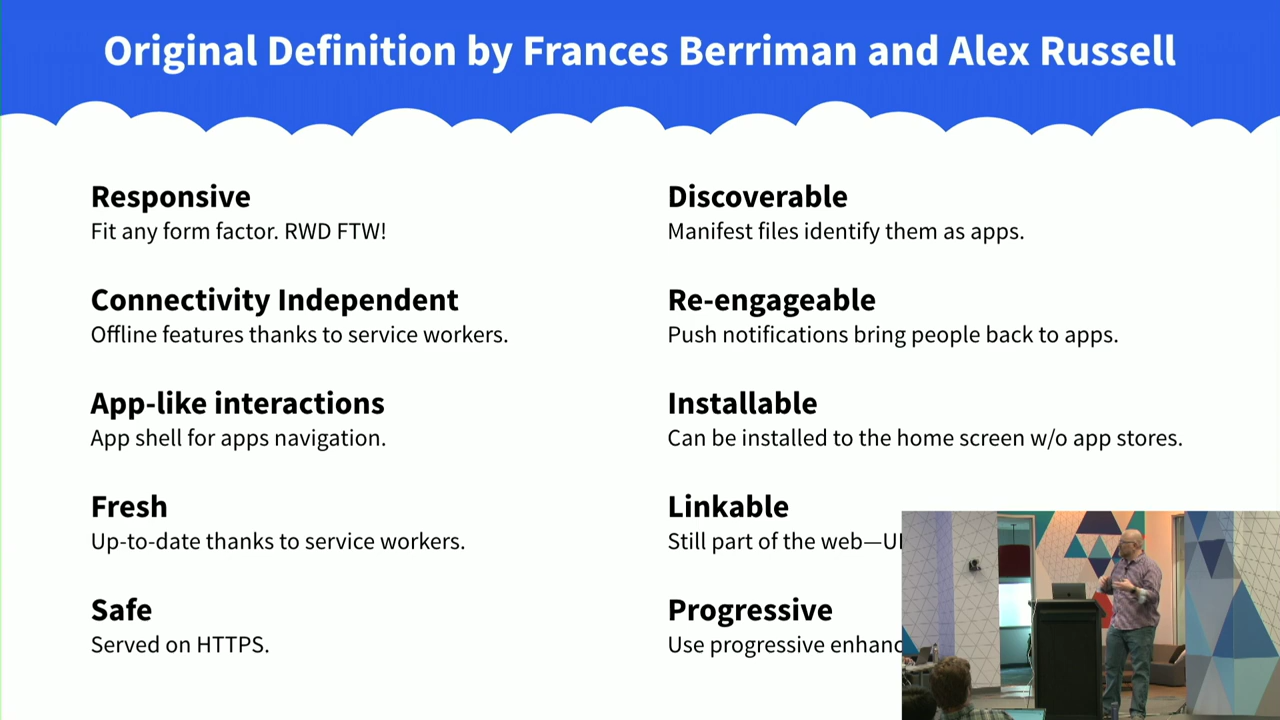 Original Definition by Frances Berriman and Alex Russell
Responsive
Fit any form factor. RWD FTW!
Connectivity Independent
Offline features thanks to service workers.
App-like interactions
App shell for apps navigation.
Fresh
Up-to-date thanks to service workers.
Safe
Served on HTTPS.
Discoverable
Manifest files identify them as apps.
Re-engageable
Push notifications bring people back to apps.
Installable
Can be installed to the home screen w/o app stores.
Linkable
Still part of the web—
Progressive
Use progressive